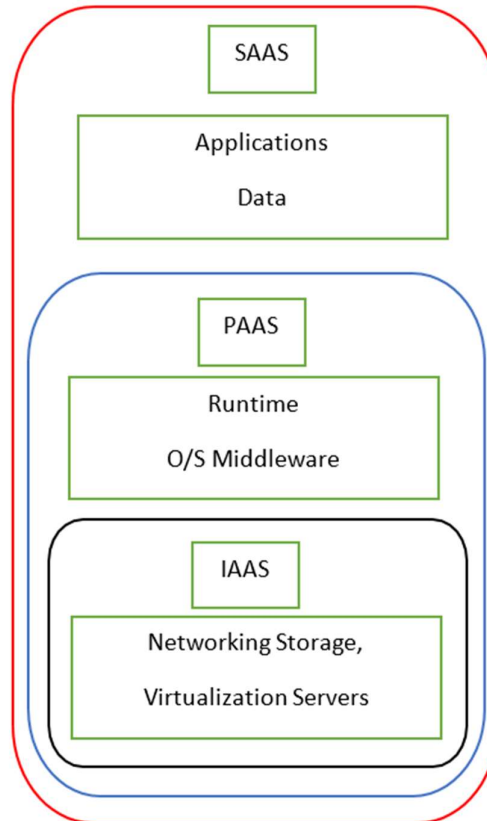 SAAS
Applications
Data
PAAS
Runtime
O/S Middleware
IAAS
Networking Storage,
Virtualization Servers